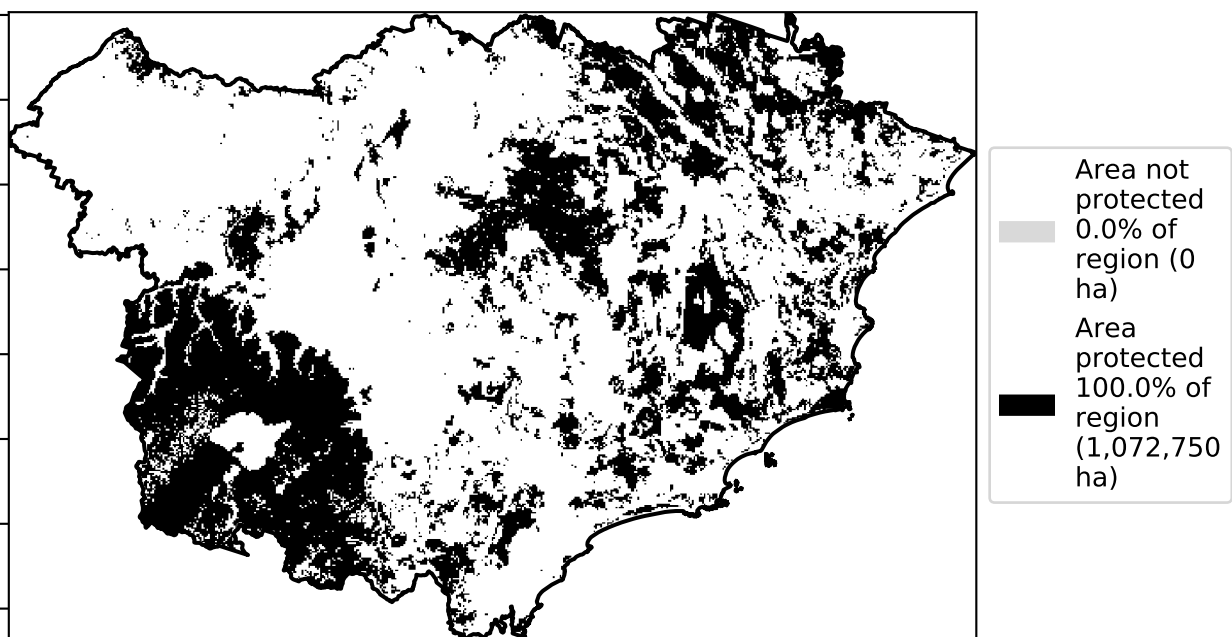 Area not
protected
0.0% of
region (0
ha)
Area
protected
100.0% of
region
(1,072,750
ha)